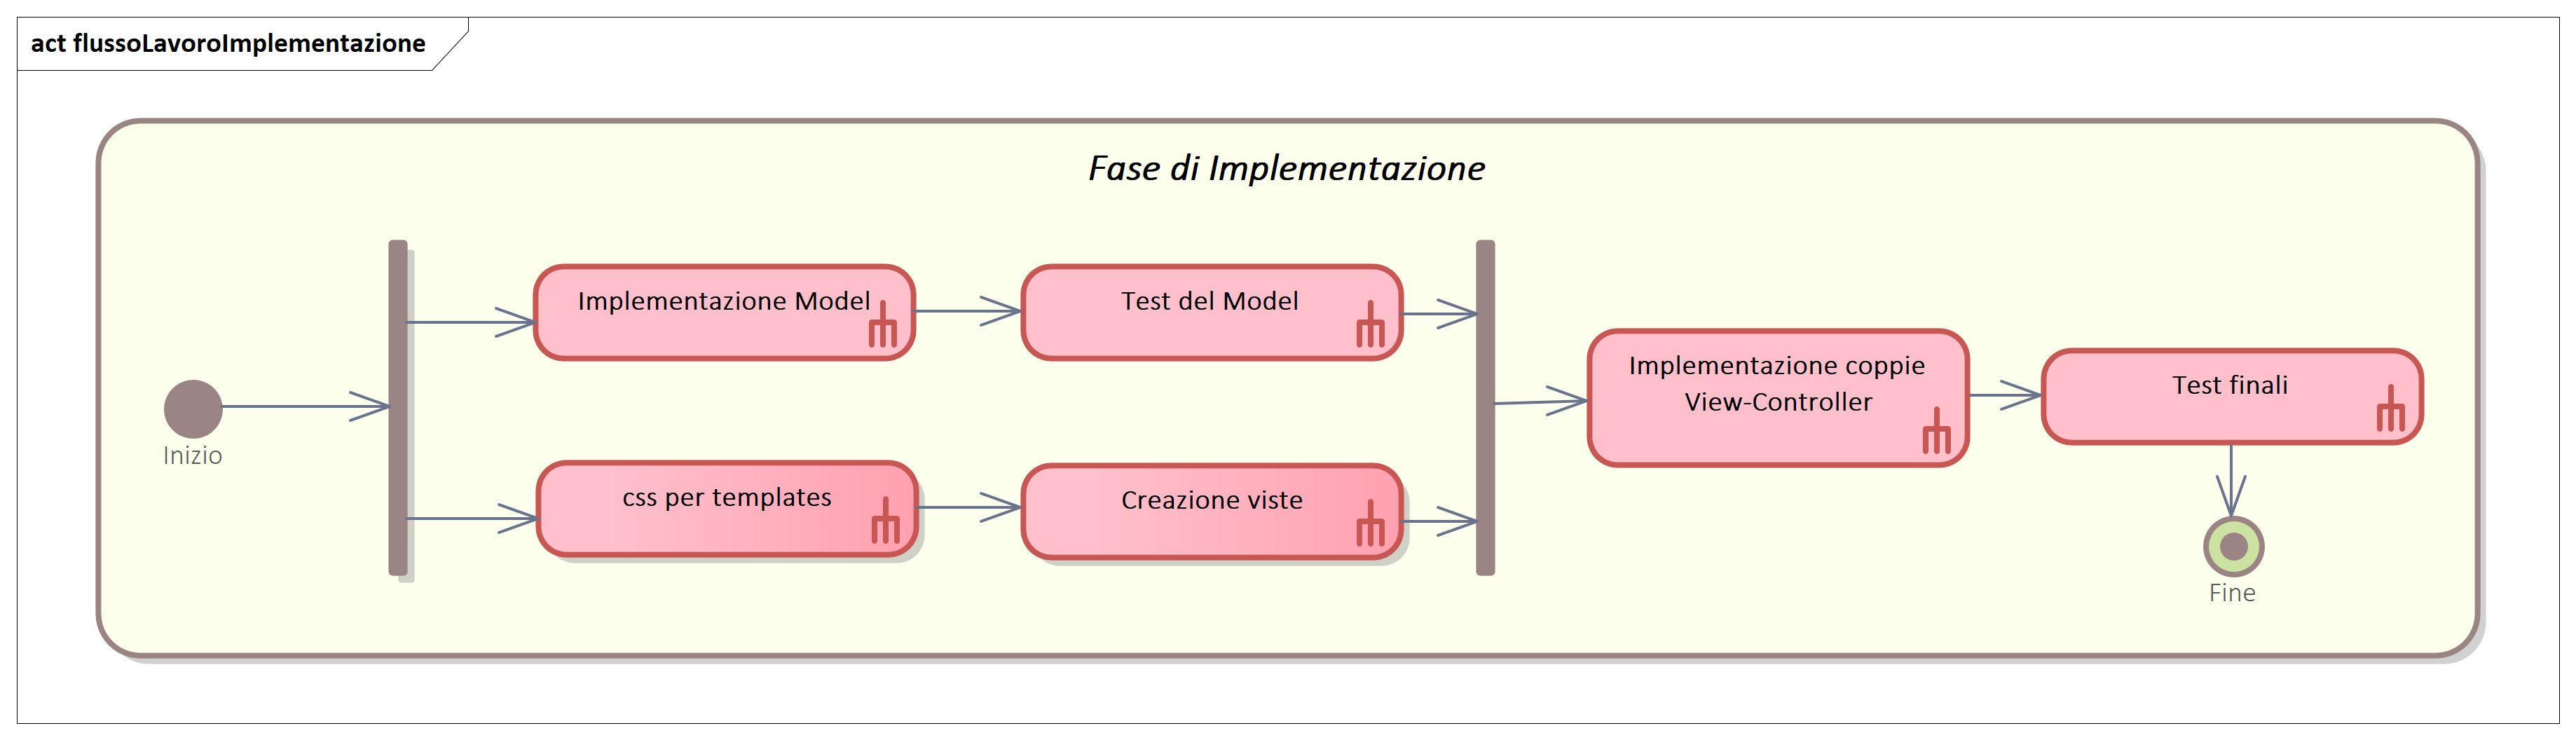 act flussoLavoroImplementazione
Fase di Implementazione
Inizio
Implementazione Model
Test del Model
css per templates
Creazione viste
Implementazione coppie
View-Controller
Test finali
Fine